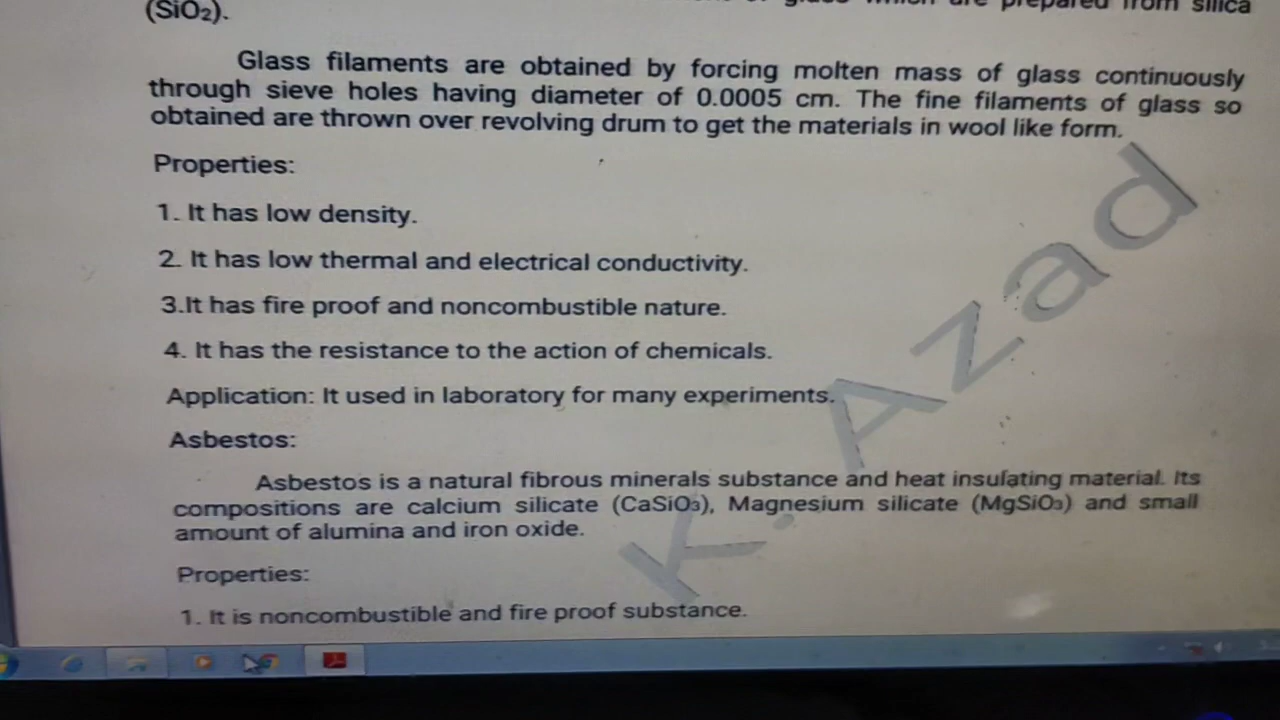 which are prepared from silica
(SiO₂).
Glass filaments are obtained by forcing molten mass of glass continuously
through sieve holes having diameter of 0.0005 cm. The fine filaments of glass so
obtained are thrown over revolving drum to get the materials in wool like form.
Properties:
1. It has low density.
2. It has low thermal and electrical conductivity.
3.It has fire proof and noncombustible nature.
4. It has the resistance to the action of chemicals.
Application: It used in laboratory for many experiments.
Asbestos:
Asbestos is a natural fibrous minerals substance and heat insulating material. Its
compositions are calcium silicate (CaSiO₃), Magnesium silicate (MgSiO₃) and small
amount of alumina and iron oxide.
Properties:
1. It is noncombustible and fire proof substance.
K. Azad